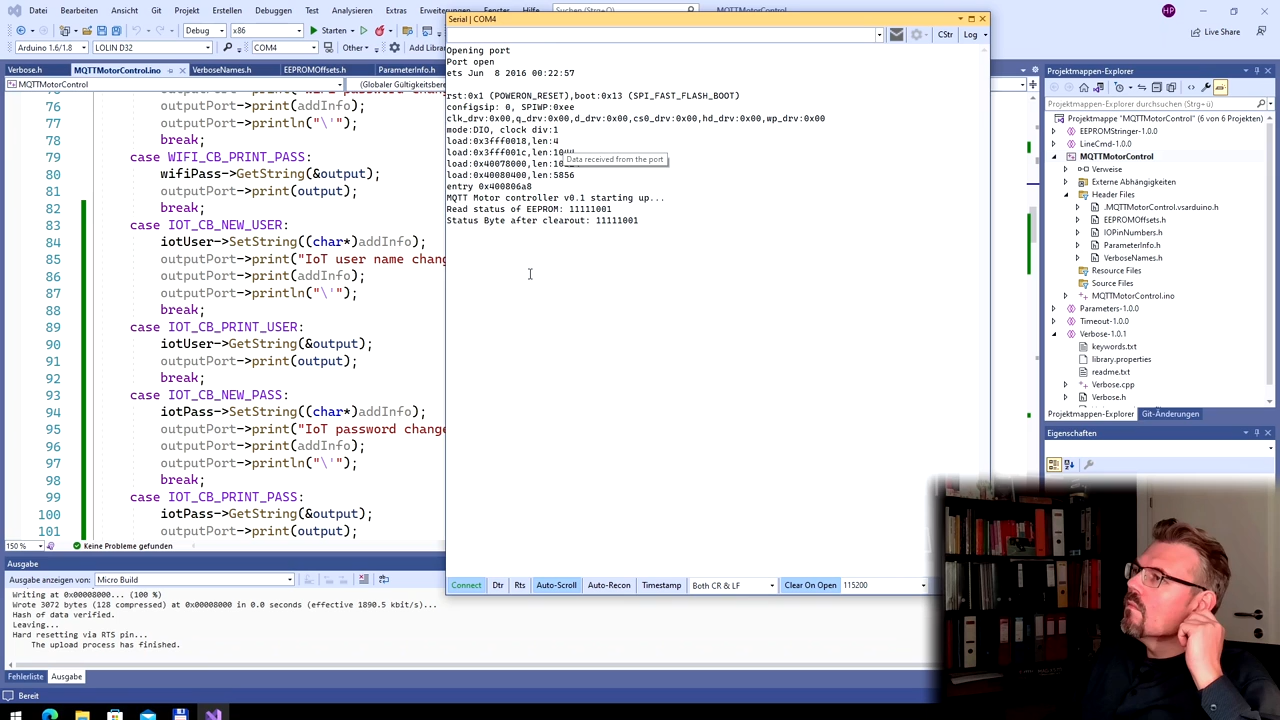 Datei Bearbeiten Ansicht Git Projekt Erstellen Debuggen Test Analysieren Extras Erweiterungen Fenster Hilfe Suchen (Strg+Q) MQTTMotorControl HP
Debug x86 Starten Live Share
Arduino 1.6/1.8 LOLIN D32 COM4 Other Add Library
Verbose.h MQTTMotorControl.ino VerboseNames.h EEPROMOffsets.h ParameterInfo.h
MQTTMotorControl (Globaler Gültigkeitsbere
76 outputPort->print(addInfo);
77 outputPort->println("\'");
78 break;
79 case WIFI_CB_PRINT_PASS:
80 wifiPass->GetString(&output);
81 outputPort->print(output);
82 break;
83 case IOT_CB_NEW_USER:
84 iotUser->SetString((char*)addInfo);
85 outputPort->print("IoT user name chang
86 outputPort->print(addInfo);
87 outputPort->println("\'");
88 break;
89 case IOT_CB_PRINT_USER:
90 iotUser->GetString(&output);
91 outputPort->print(output);
92 break;
93 case IOT_CB_NEW_PASS:
94 iotPass->SetString((char*)addInfo);
95 outputPort->print("IoT password change
96 outputPort->print(addInfo);
97 outputPort->println("\'");
98 break;
99 case IOT_CB_PRINT_PASS:
100 iotPass->GetString(&output);
101 outputPort->print(output);
150 % Keine Probleme gefunden
Ausgabe
Ausgabe anzeigen von: Micro Build
Writing at 0x00008000... (100 %)
Wrote 3072 bytes (128 compressed) at 0x00008000 in 0.0 seconds (effective 1890.5 kbit/s)...
Hash of data verified.
Leaving...
Hard resetting via RTS pin...
The upload process has finished.
Fehlerliste Ausgabe
Bereit
Serial | COM4
CStr Log
Opening port
Port open
ets Jun 8 2016 00:22:57
rst:0x1 (POWERON_RESET),boot:0x13 (SPI_FAST_FLASH_BOOT)
configsip: 0, SPIWP:0xee
clk_drv:0x00,q_drv:0x00,d_drv:0x00,cs0_drv:0x00,hd_drv:0x00,wp_drv:0x00
mode:DIO, clock div:1
load:0x3fff0018,len:4
load:0x3fff001c,len:
Data received from the port
load:0x40078000,len:
load:0x40080400,len:5856
entry 0x400806a8
MQTT Motor controller v0.1 starting up...
Read status of EEPROM: 11111001
Status Byte after clearout: 11111001
Connect Dtr Rts Auto-Scroll Auto-Recon Timestamp Both CR & LF Clear On Open 115200
Projektmappen-Explorer
Projektmappen-Explorer durchsuchen (Strg+ü)
Projektmappe "MQTTMotorControl" (6 von 6 Projekten)
EEPROMStringer-1.0.0
LineCmd-1.0.0
MQTTMotorControl
Verweise
Externe Abhängigkeiten
Header Files
.MQTTMotorControl.vsarduino.h
EEPROMOffsets.h
IOPinNumbers.h
ParameterInfo.h
VerboseNames.h
Resource Files
Source Files
MQTTMotorControl.ino
Parameters-1.0.0
Timeout-1.0.0
Verbose-1.0.1
keywords.txt
library.properties
readme.txt
Verbose.cpp
Verbose.h
Projektmappen-Explorer Git-Änderungen
Eigenschaften